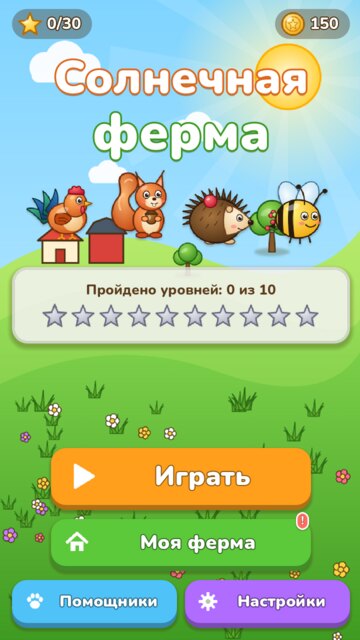 0/30
150
Солнечная
ферма
Пройдено уровней: 0 из 10
Играть
Моя ферма
!
Помощники
Настройки